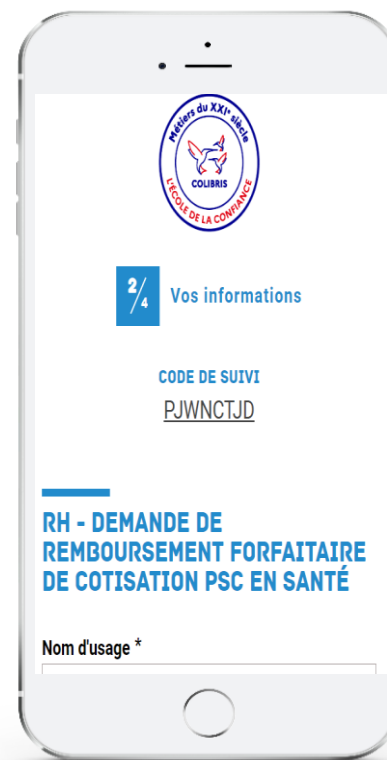 Métiers du XXIe siècle
COLIBRIS
L'ÉCOLE DE LA CONFIANCE
2/4 Vos informations
CODE DE SUIVI
PJWNCTJD
RH - DEMANDE DE
REMBOURSEMENT FORFAITAIRE
DE COTISATION PSC EN SANTÉ
Nom d'usage *